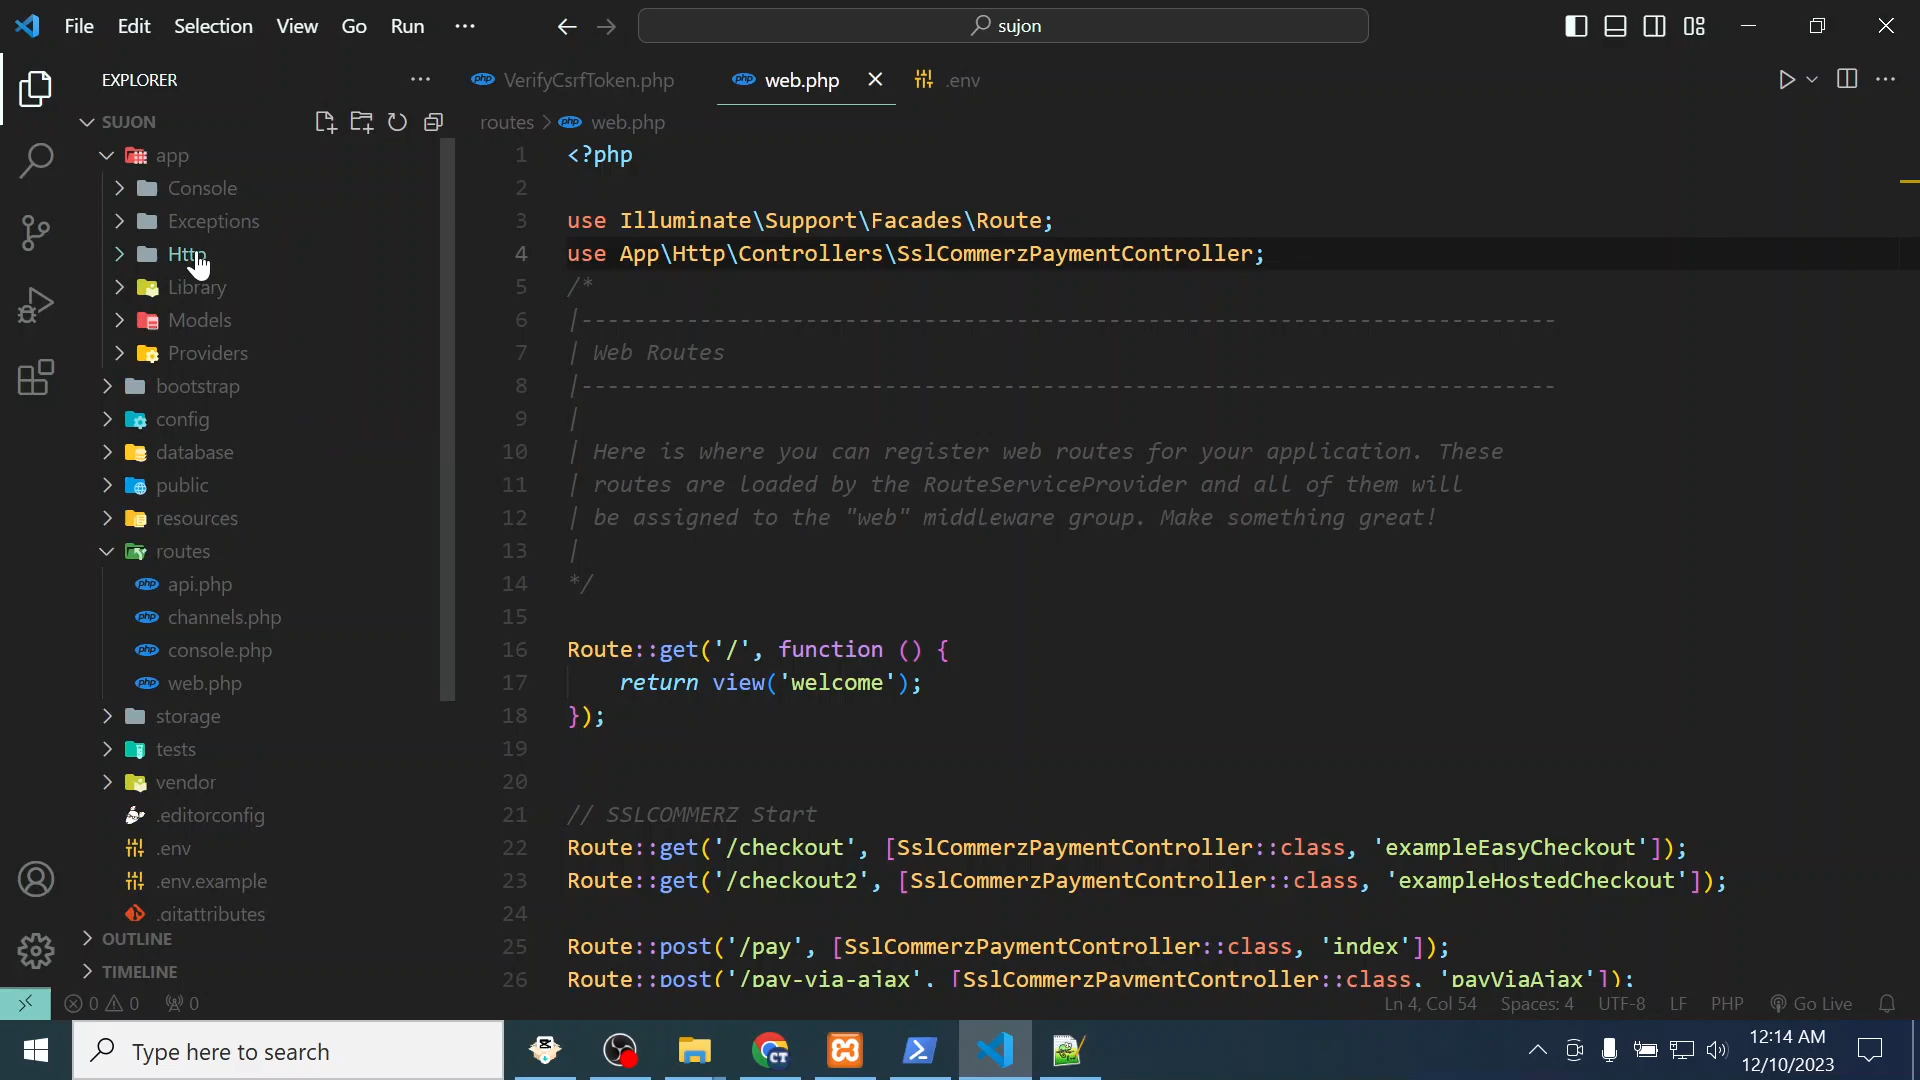 File Edit Selection View Go Run ... sujon
EXPLORER ... VerifyCsrfToken.php web.php .env
SUJON
app
Console
Exceptions
Http
Library
Models
Providers
bootstrap
config
database
public
resources
routes
api.php
channels.php
console.php
web.php
storage
tests
vendor
.editorconfig
.env
.env.example
.gitattributes
OUTLINE
TIMELINE
routes > web.php
1 <?php
2
3 use Illuminate\Support\Facades\Route;
4 use App\Http\Controllers\SslCommerzPaymentController;
5 /*
6 |--------------------------------------------------------------------------
7 | Web Routes
8 |--------------------------------------------------------------------------
9 |
10 | Here is where you can register web routes for your application. These
11 | routes are loaded by the RouteServiceProvider and all of them will
12 | be assigned to the "web" middleware group. Make something great!
13 |
14 */
15
16 Route::get('/', function () {
17 return view('welcome');
18 });
19
20
21 // SSLCOMMERZ Start
22 Route::get('/checkout', [SslCommerzPaymentController::class, 'exampleEasyCheckout']);
23 Route::get('/checkout2', [SslCommerzPaymentController::class, 'exampleHostedCheckout']);
24
25 Route::post('/pay', [SslCommerzPaymentController::class, 'index']);
26 Route::post('/pay-via-ajax', [SslCommerzPaymentController::class, 'payViaAjax']);
0 0 0 Ln 4, Col 54 Spaces: 4 UTF-8 LF PHP Go Live
Type here to search CT 12:14 AM
12/10/2023